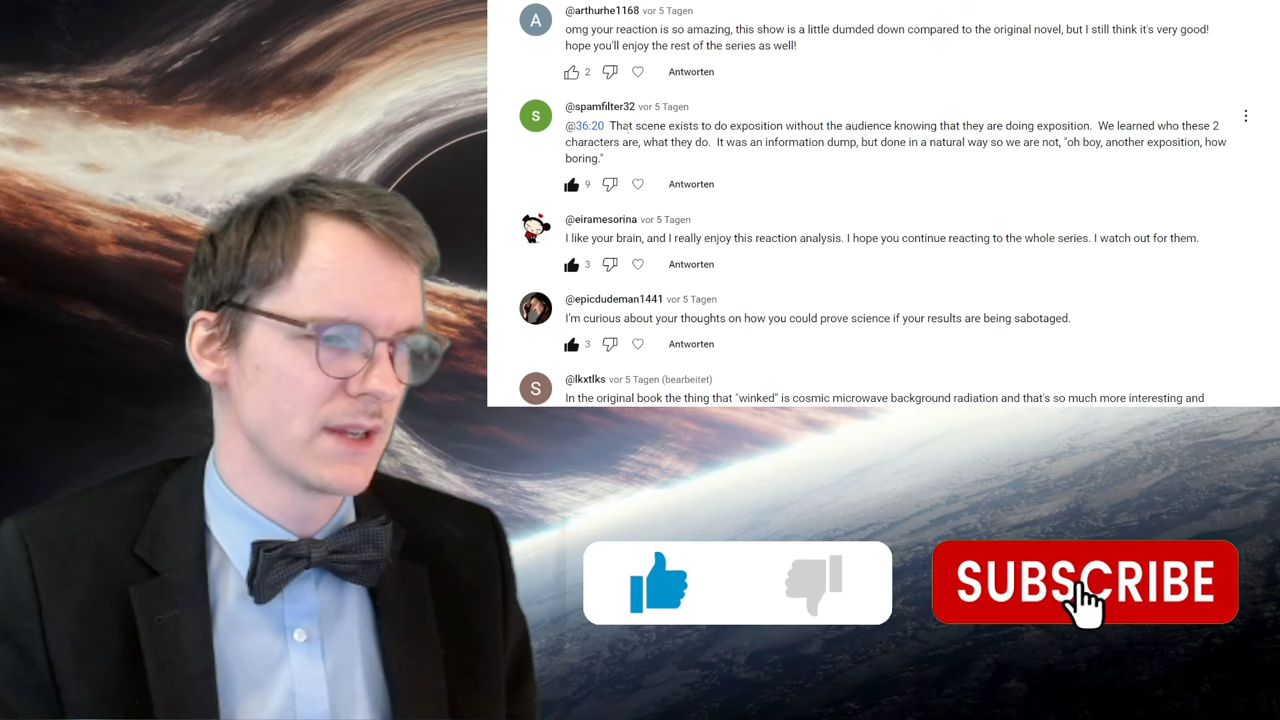 A
@arthurhe1168 vor 5 Tagen
omg your reaction is so amazing, this show is a little dumded down compared to the original novel, but I still think it's very good!
hope you'll enjoy the rest of the series as well!
2 Antworten
S
@spamfilter32 vor 5 Tagen
@36:20 That scene exists to do exposition without the audience knowing that they are doing exposition. We learned who these 2
characters are, what they do. It was an information dump, but done in a natural way so we are not, "oh boy, another exposition, how
boring."
9 Antworten
@eiramesorina vor 5 Tagen
I like your brain, and I really enjoy this reaction analysis. I hope you continue reacting to the whole series. I watch out for them.
3 Antworten
@epicdudeman1441 vor 5 Tagen
I'm curious about your thoughts on how you could prove science if your results are being sabotaged.
3 Antworten
S
@lkxtlks vor 5 Tagen (bearbeitet)
In the original book the thing that "winked" is cosmic microwave background radiation and that's so much more interesting and
SUBSCRIBE